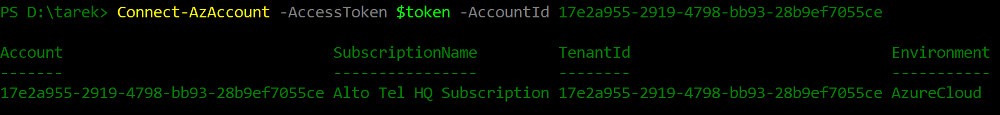 PS D:\tarek> Connect-AzAccount -AccessToken $token -AccountId 17e2a955-2919-4798-bb93-28b9ef7055ce
Account SubscriptionName TenantId Environment
------- ---------------- -------- -----------
17e2a955-2919-4798-bb93-28b9ef7055ce Alto Tel HQ Subscription 17e2a955-2919-4798-bb93-28b9ef7055ce AzureCloud